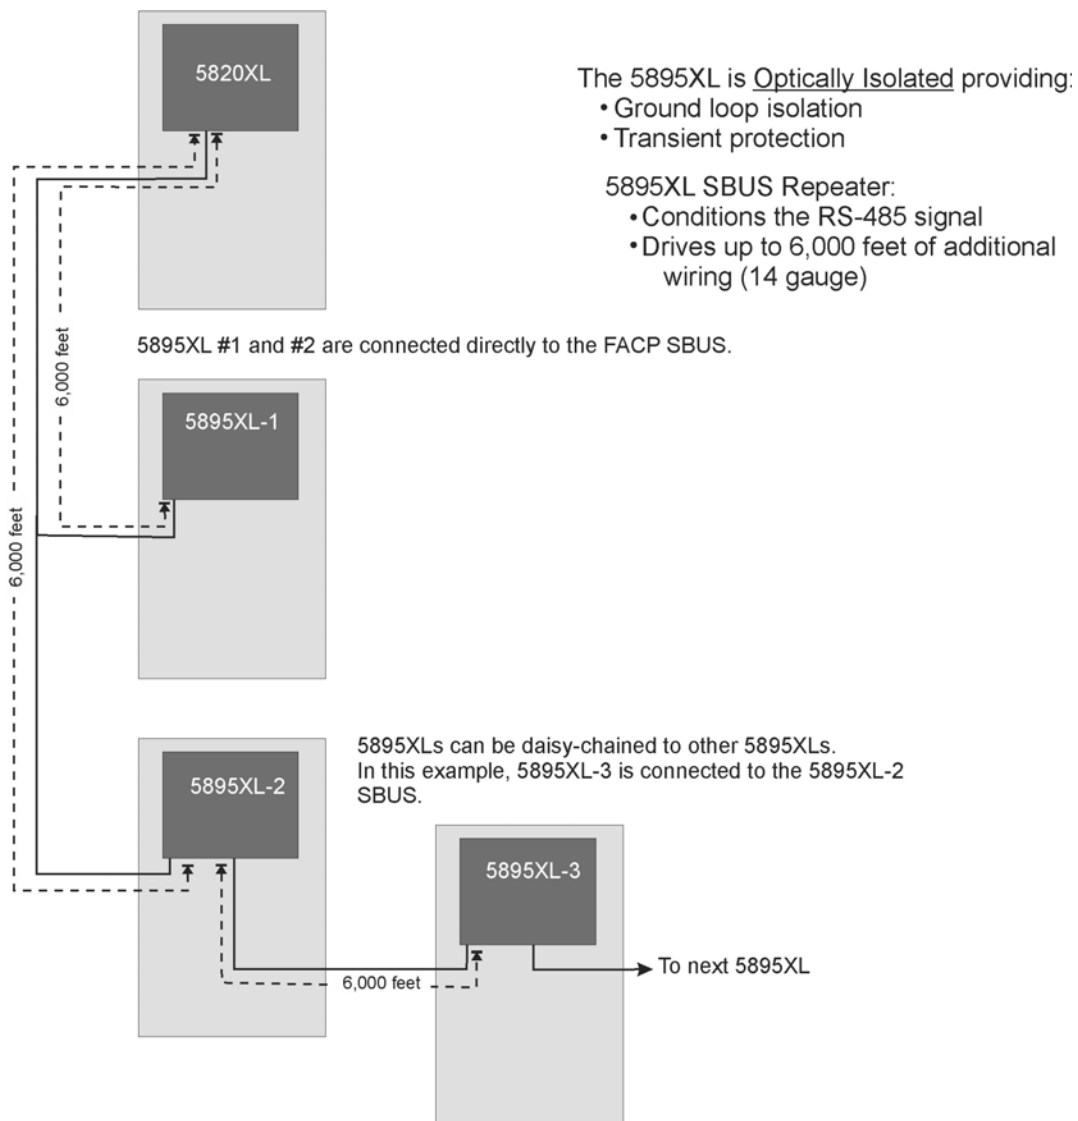 5820XL
The 5895XL is Optically Isolated providing:
• Ground loop isolation
• Transient protection
5895XL SBUS Repeater:
• Conditions the RS-485 signal
• Drives up to 6,000 feet of additional
wiring (14 gauge)
6,000 feet
6,000 feet
5895XL #1 and #2 are connected directly to the FACP SBUS.
5895XL-1
5895XLs can be daisy-chained to other 5895XLs.
In this example, 5895XL-3 is connected to the 5895XL-2
SBUS.
5895XL-2
5895XL-3
6,000 feet
To next 5895XL